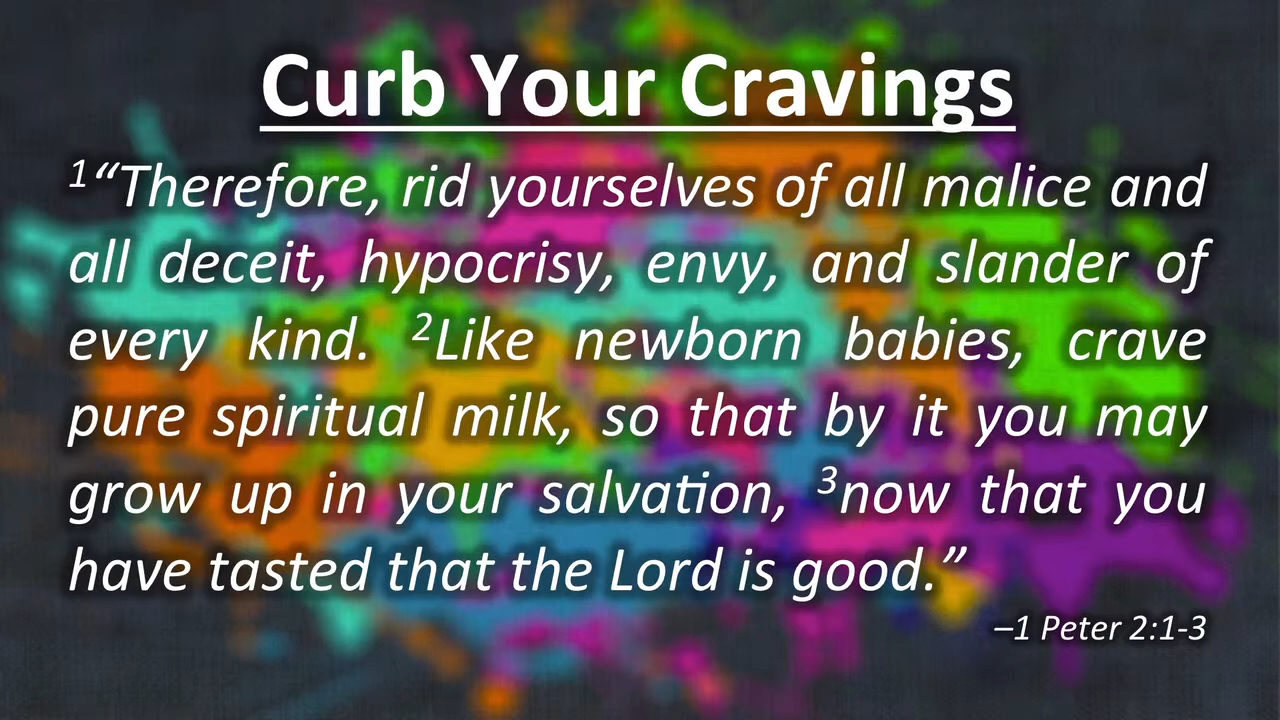 Curb Your Cravings
1“Therefore, rid yourselves of all malice and
all deceit, hypocrisy, envy, and slander of
every kind. 2Like newborn babies, crave
pure spiritual milk, so that by it you may
grow up in your salvation, 3now that you
have tasted that the Lord is good.”
–1 Peter 2:1-3